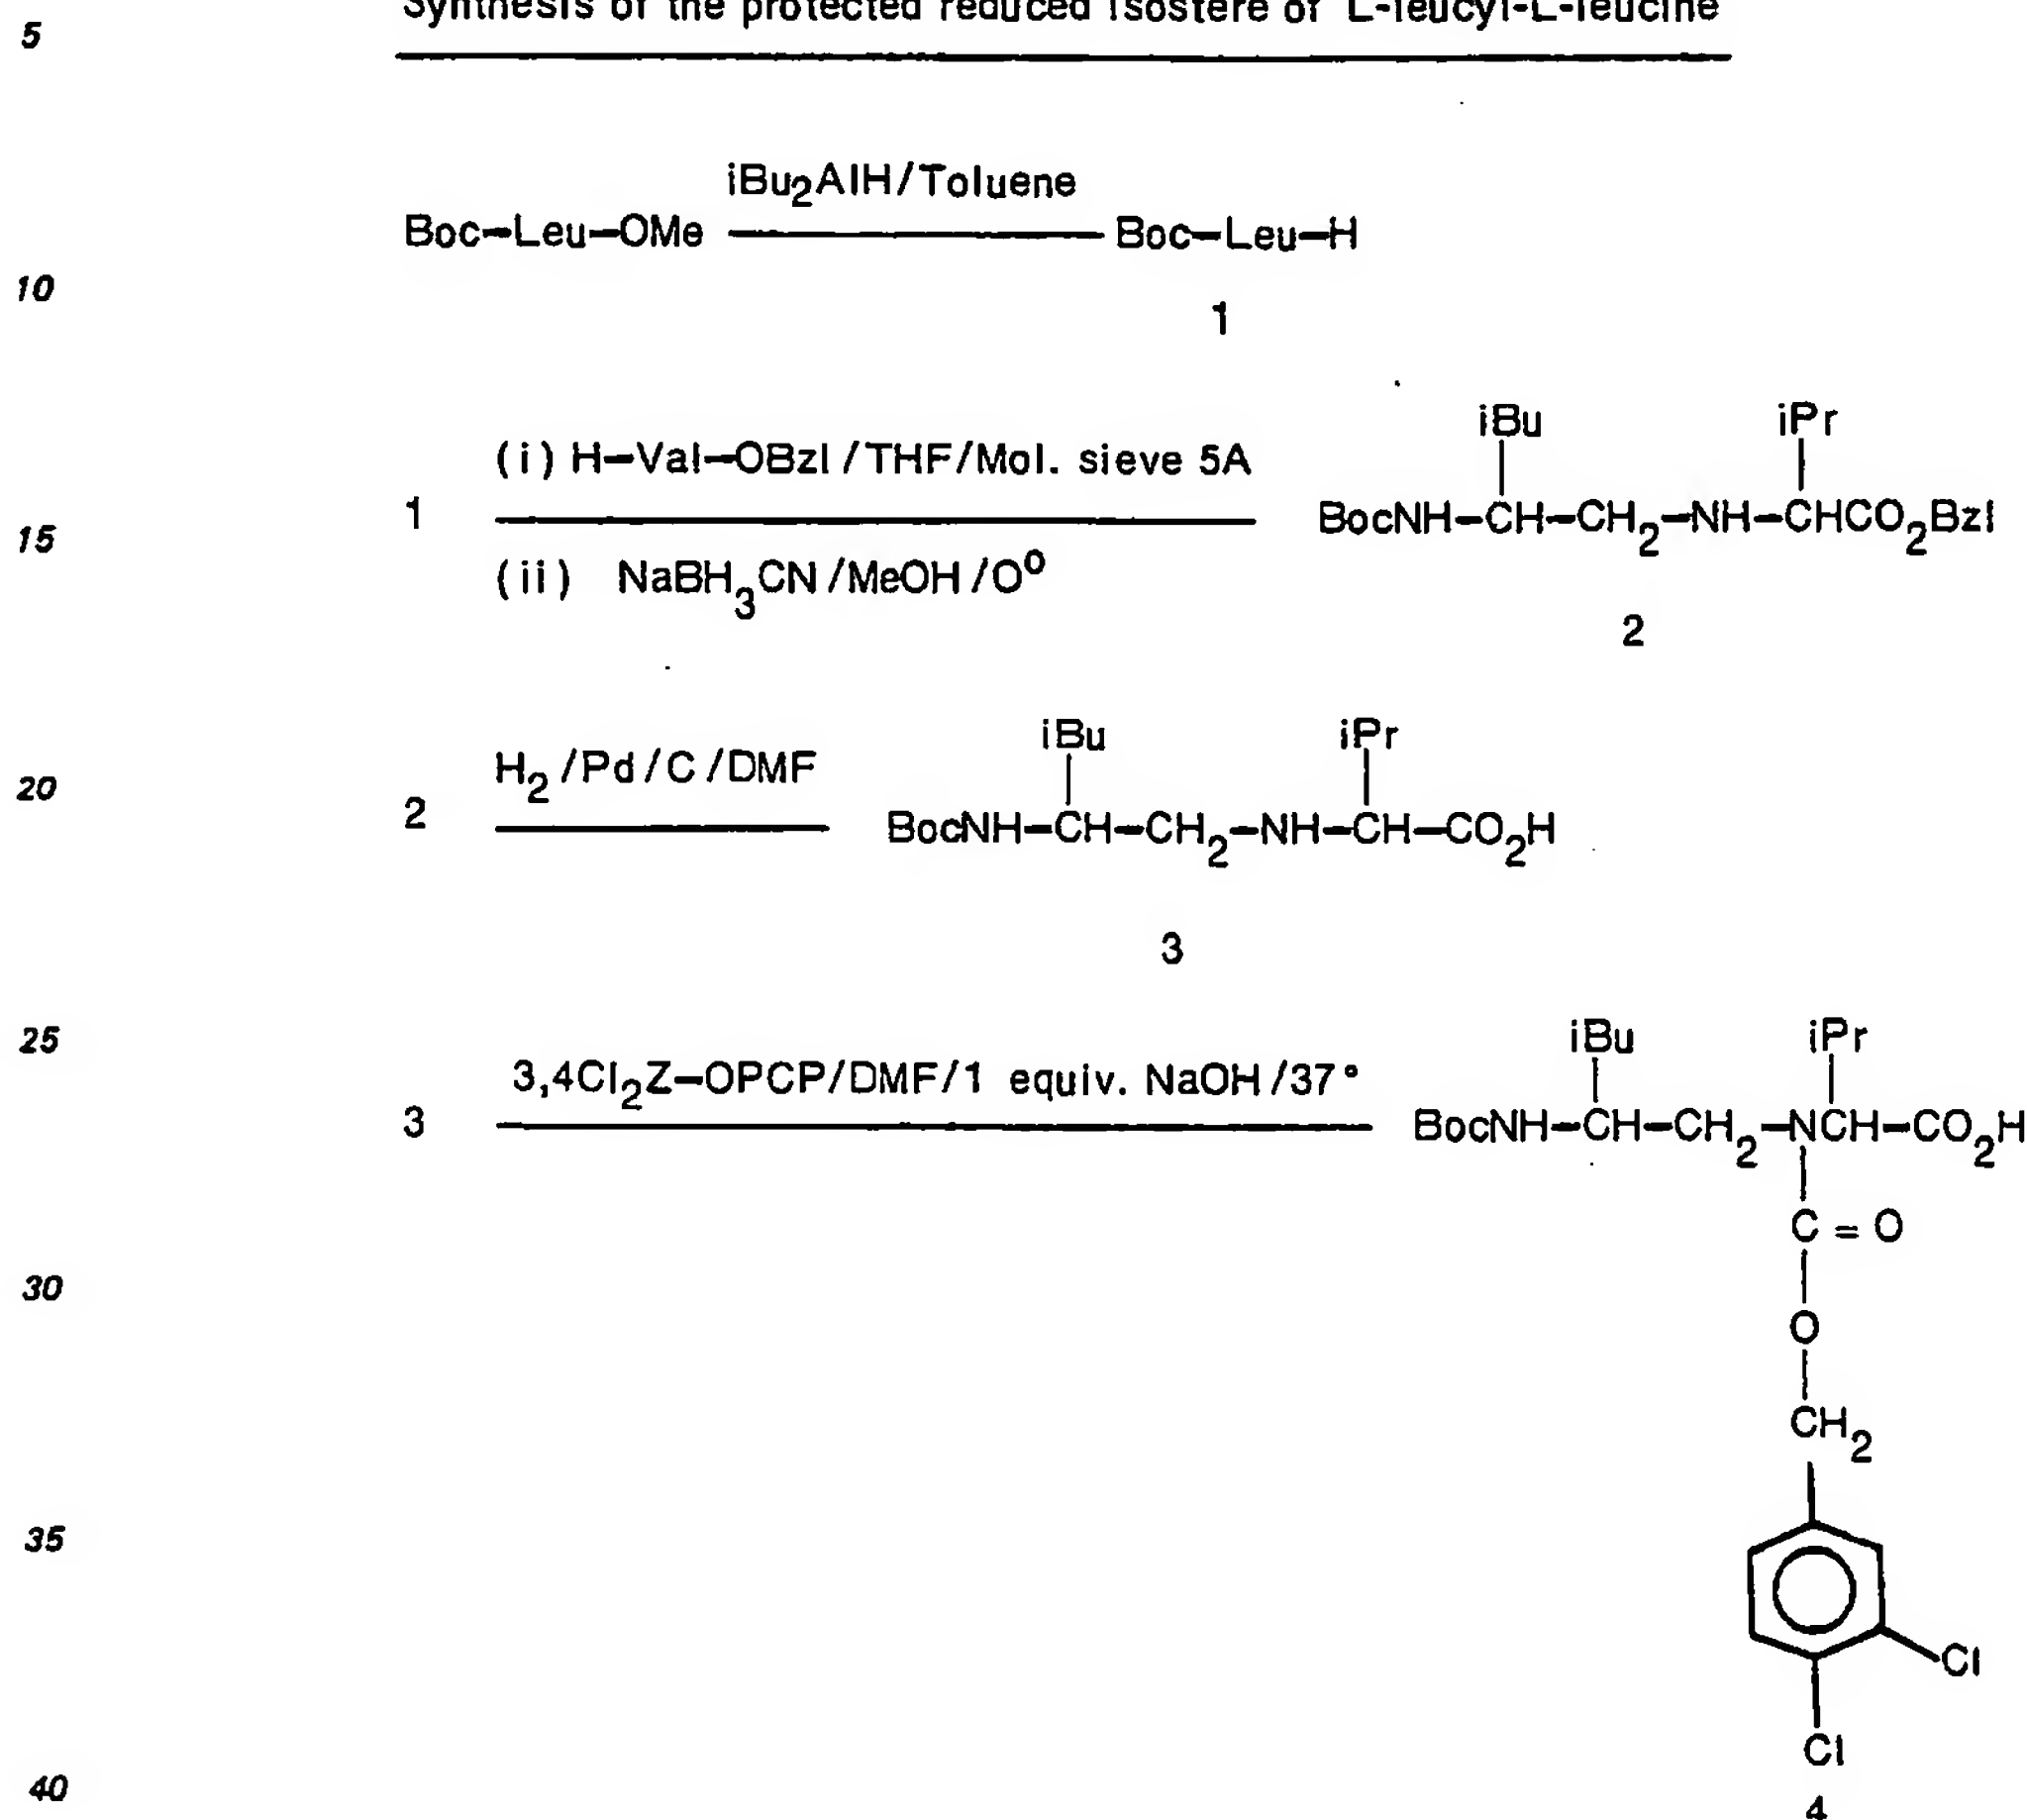 5
Synthesis of the protected reduced isostere of L-leucyl-L-leucine
iBu2AlH/Toluene
Boc-Leu-OMe Boc-Leu-H
10
1
iBu iPr
(i) H-Val-OBzl/THF/Mol. sieve 5A
1 BocNH-CH-CH2-NH-CHCO2Bzl
15
(ii) NaBH3CN/MeOH/0°
2
iBu iPr
H2/Pd/C/DMF
20
2 BocNH-CH-CH2-NH-CH-CO2H
3
25
iBu iPr
3,4Cl2Z-OPCP/DMF/1 equiv. NaOH/37°
3 BocNH-CH-CH2-NCH-CO2H
C=O
30
O
CH2
35
Cl
Cl
40
4